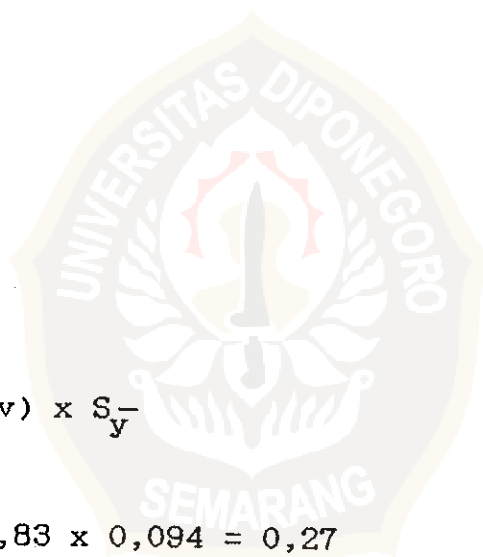 UNIVERSITAS DIPONEGORO
v) x Sȳ
,83 x 0,094 = 0,27
SEMARANG